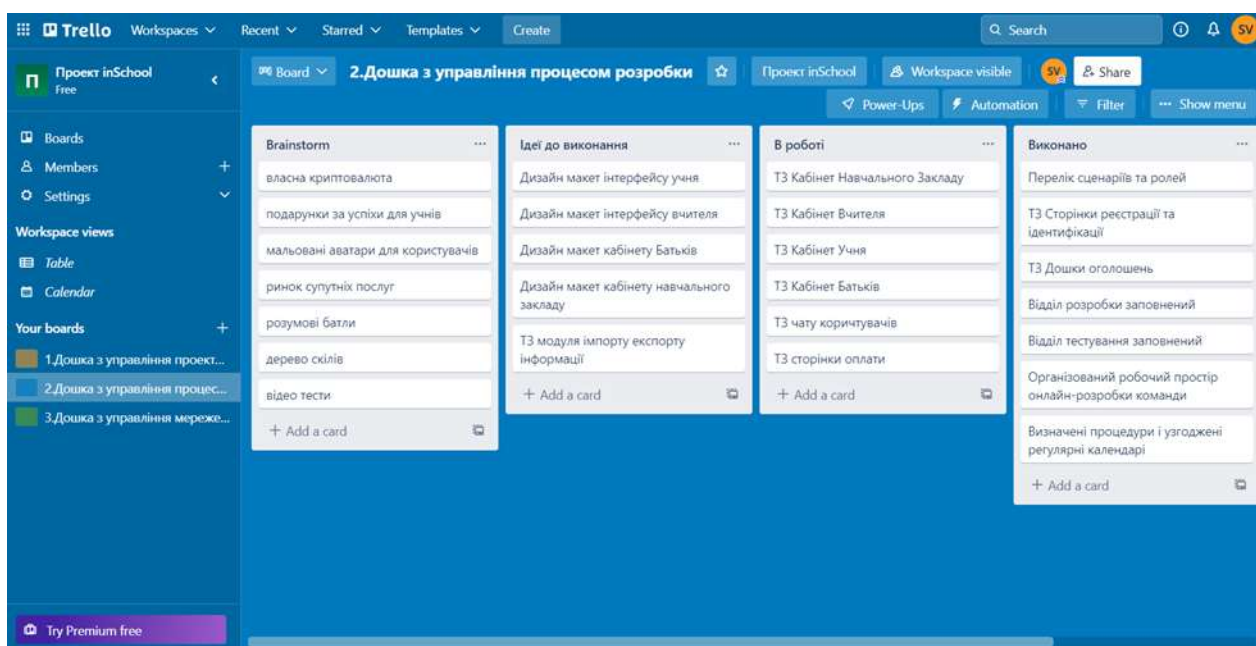 Trello Workspaces Recent Starred Templates Create Search SV
П Проект inSchool
Free
Board 2.Дошка з управління процесом розробки Проект inSchool Workspace visible SV Share
Power-Ups Automation Filter ... Show menu
Boards
Members +
Settings
Workspace views
Table
Calendar
Your boards +
1.Дошка з управління проект...
2.Дошка з управління процес...
3.Дошка з управління мереже...
Try Premium free
Brainstorm ...
власна криптовалюта
подарунки за успіхи для учнів
мальовані аватари для користувачів
ринок супутніх послуг
розумові батли
дерево скілів
відео тести
+ Add a card
Ідеї до виконання ...
Дизайн макет інтерфейсу учня
Дизайн макет інтерфейсу вчителя
Дизайн макет кабінету Батьків
Дизайн макет кабінету навчального
закладу
ТЗ модуля імпорту експорту
інформації
+ Add a card
В роботі ...
ТЗ Кабінет Навчального Закладу
ТЗ Кабінет Вчителя
ТЗ Кабінет Учня
ТЗ Кабінет Батьків
ТЗ чату коричтувачів
ТЗ сторінки оплати
+ Add a card
Виконано ...
Перелік сценаріїв та ролей
ТЗ Сторінки реєстрації та
ідентифікації
ТЗ Дошки оголошень
Відділ розробки заповнений
Відділ тестування заповнений
Організований робочий простір
онлайн-розробки команди
Визначені процедури і узгоджені
регулярні календарі
+ Add a card